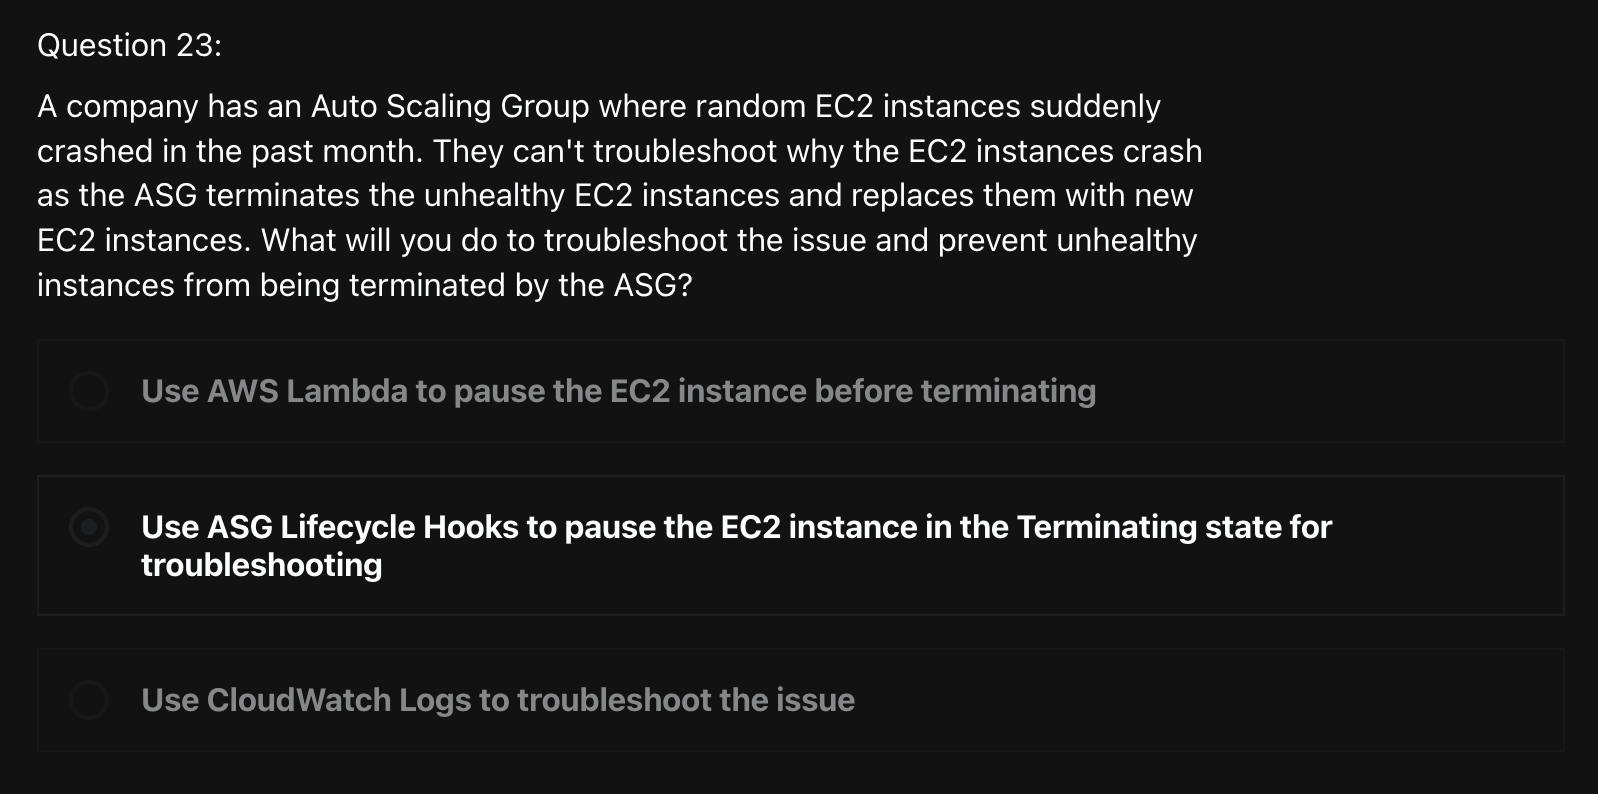 Question 23:
A company has an Auto Scaling Group where random EC2 instances suddenly
crashed in the past month. They can't troubleshoot why the EC2 instances crash
as the ASG terminates the unhealthy EC2 instances and replaces them with new
EC2 instances. What will you do to troubleshoot the issue and prevent unhealthy
instances from being terminated by the ASG?
Use AWS Lambda to pause the EC2 instance before terminating
Use ASG Lifecycle Hooks to pause the EC2 instance in the Terminating state for
troubleshooting
Use CloudWatch Logs to troubleshoot the issue